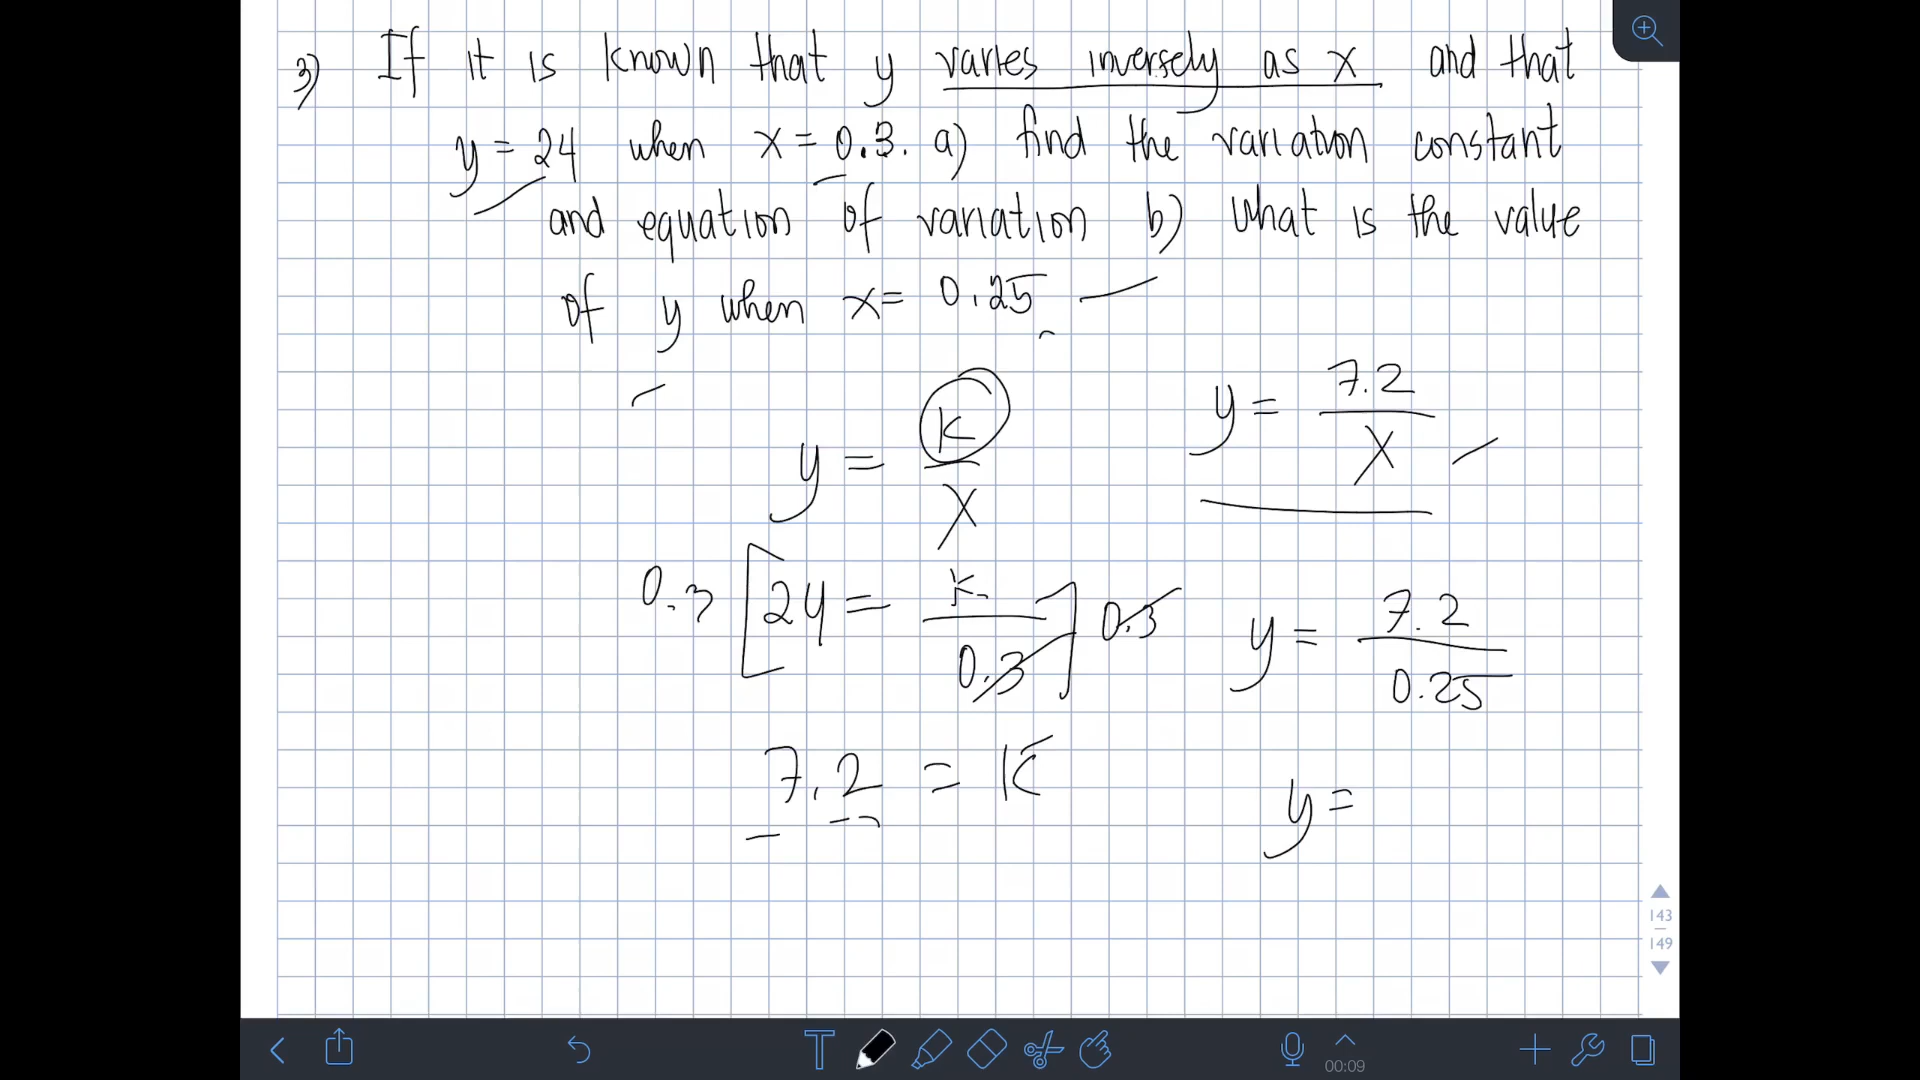 3) If it is known that y varies inversely as x and that
y = 24 when x = 0.3. a) find the variation constant
and equation of variation b) What is the value
of y when x = 0.25
y = K/X
0.3 [24 = K/0.3] 0.3
7.2 = K
y = 7.2/X
y = 7.2/0.25
y =
143
149
T
00:09